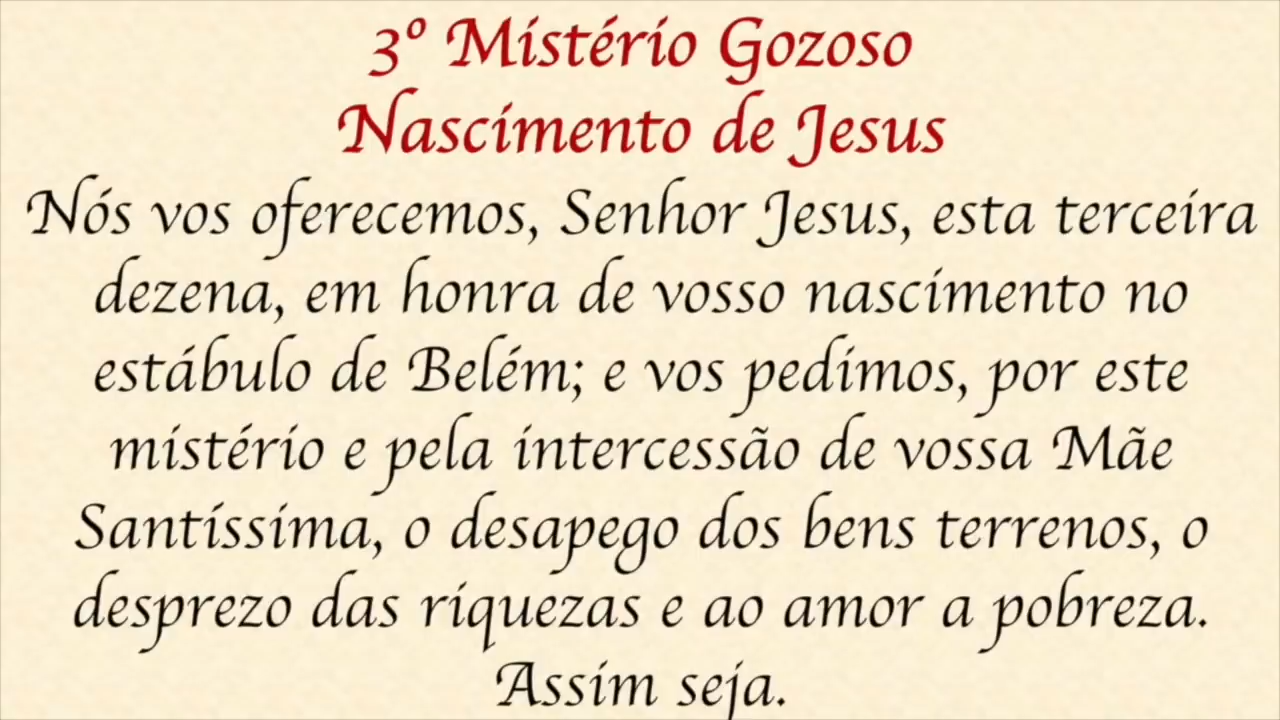 3º Mistério Gozoso
Nascimento de Jesus
Nós vos oferecemos, Senhor Jesus, esta terceira
dezena, em honra de vosso nascimento no
estábulo de Belém; e vos pedimos, por este
mistério e pela intercessão de vossa Mãe
Santíssima, o desapego dos bens terrenos, o
desprezo das riquezas e ao amor a pobreza.
Assim seja.